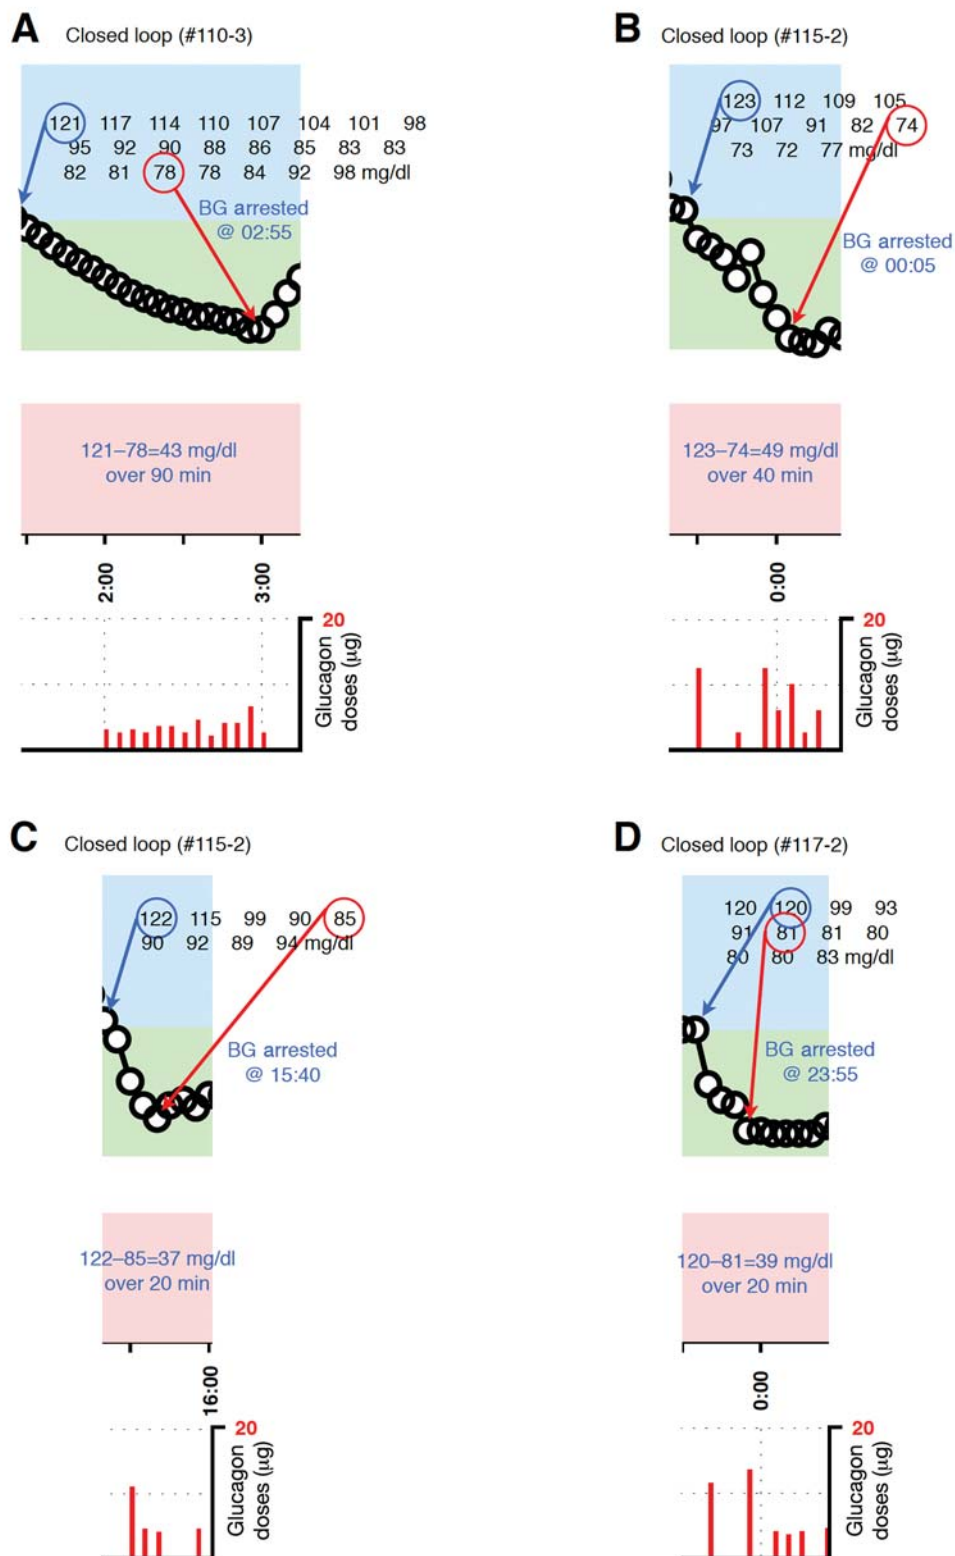 A Closed loop (#110-3)
121 117 114 110 107 104 101 98
95 92 90 88 86 85 83 83
82 81 78 78 84 92 98 mg/dl
BG arrested
@ 02:55
121–78=43 mg/dl
over 90 min
2:00 3:00
20
Glucagon
doses (µg)
B Closed loop (#115-2)
123 112 109 105
97 107 91 82 74
73 72 77 mg/dl
BG arrested
@ 00:05
123–74=49 mg/dl
over 40 min
0:00
20
Glucagon
doses (µg)
C Closed loop (#115-2)
122 115 99 90 85
90 92 89 94 mg/dl
BG arrested
@ 15:40
122–85=37 mg/dl
over 20 min
16:00
20
Glucagon
doses (µg)
D Closed loop (#117-2)
120 120 99 93
91 81 81 80
80 80 83 mg/dl
BG arrested
@ 23:55
120–81=39 mg/dl
over 20 min
0:00
20
Glucagon
doses (µg)